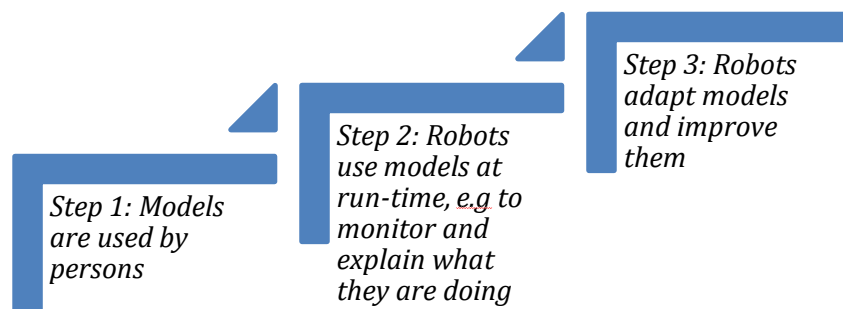 Step 1: Models
are used by
persons
Step 2: Robots
use models at
run-time, e.g to
monitor and
explain what
they are doing
Step 3: Robots
adapt models
and improve
them